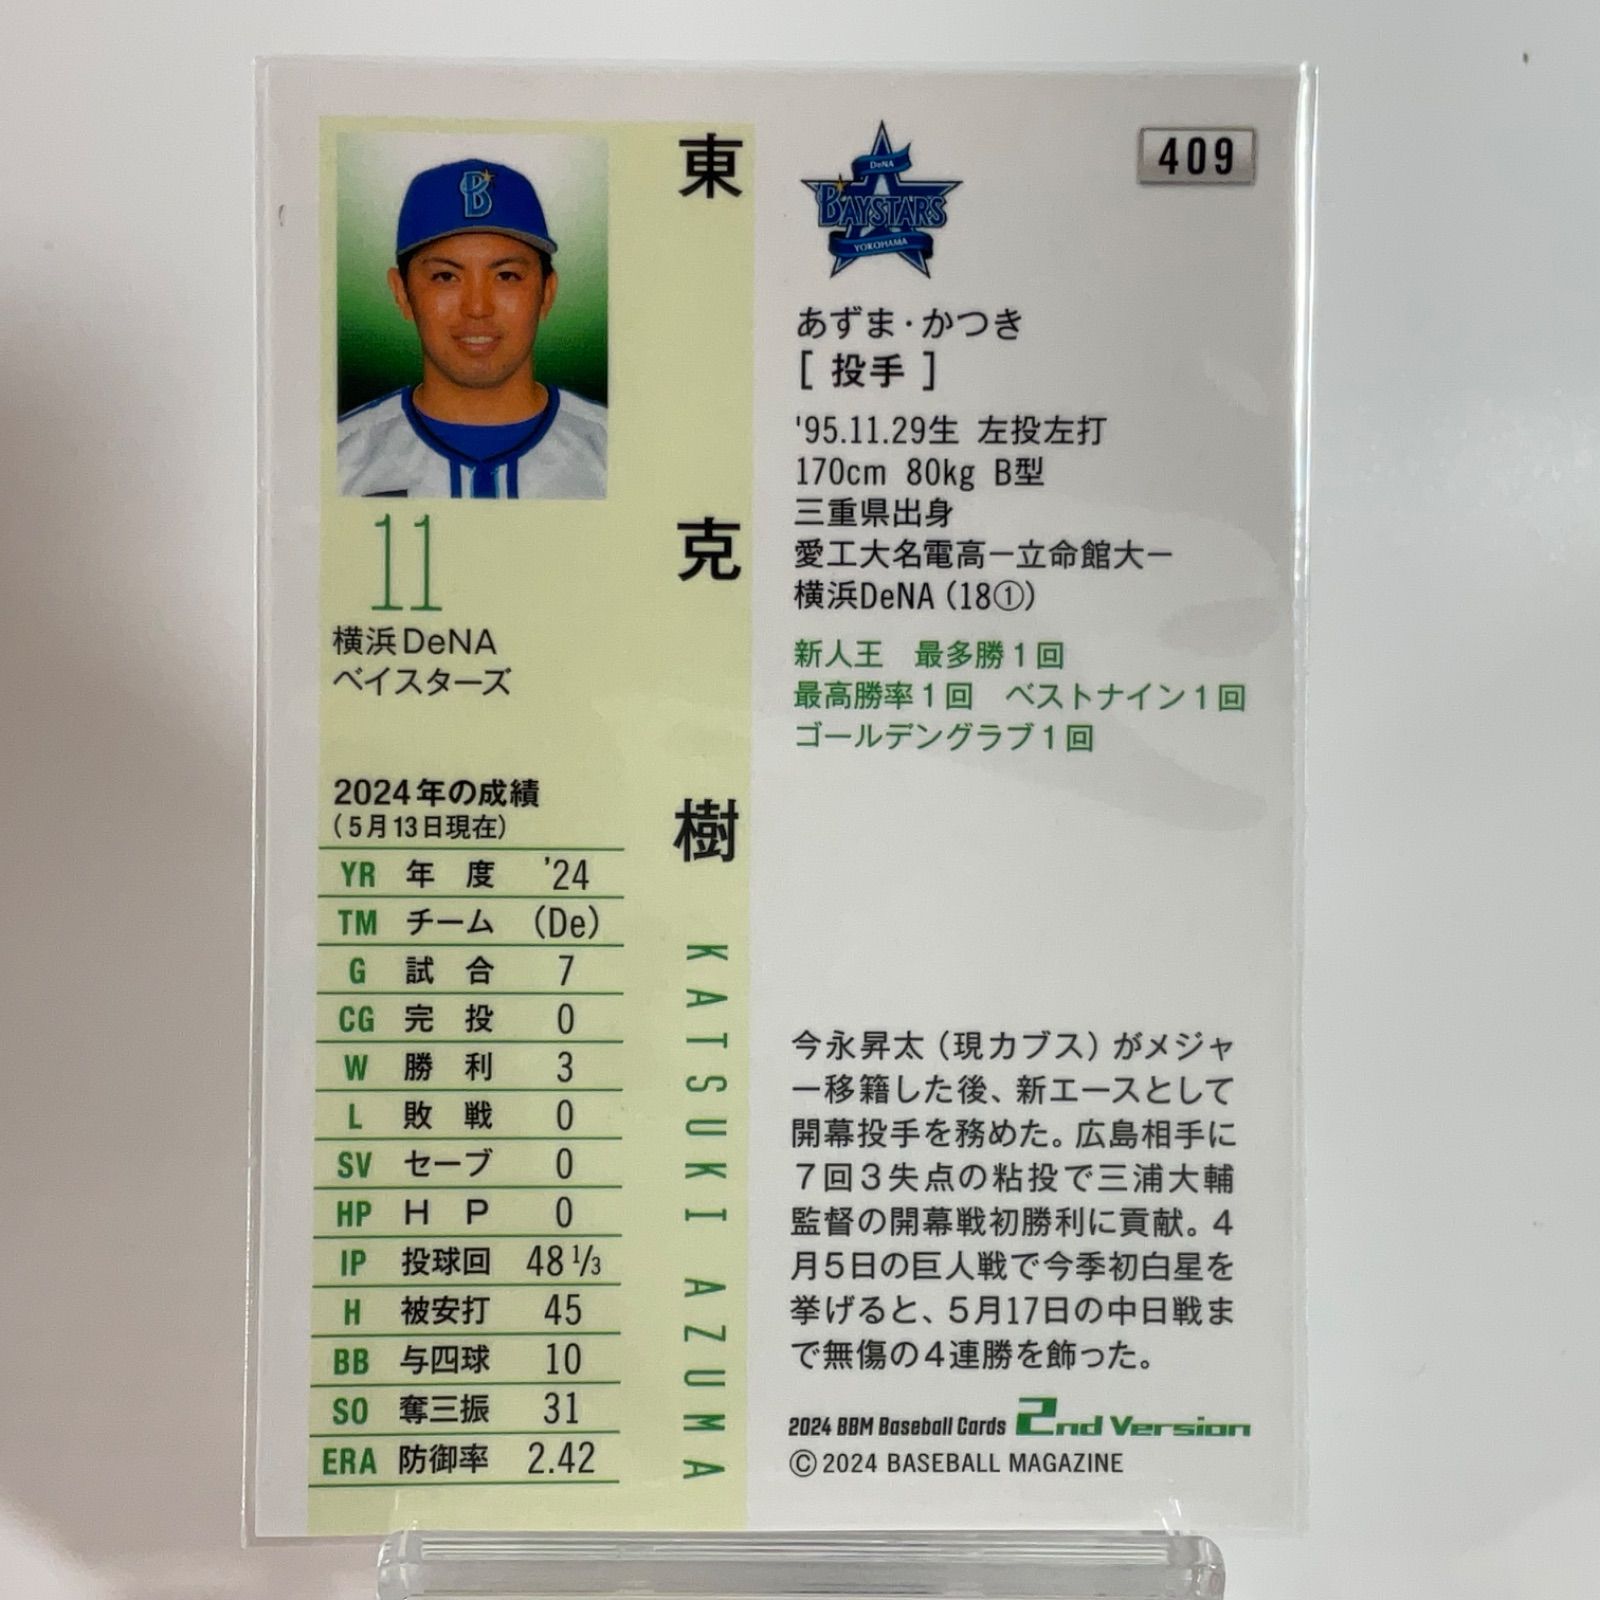 東克樹
KATSUKI AZUMA
B
11
横浜DeNA
ベイスターズ
2024年の成績
(5月13日現在)
YR 年度 '24
TM チーム (De)
G 試合 7
CG 完投 0
W 勝利 3
L 敗戦 0
SV セーブ 0
HP HP 0
IP 投球回 48 1/3
H 被安打 45
BB 与四球 10
SO 奪三振 31
ERA 防御率 2.42
DeNA
BAYSTARS
YOKOHAMA
409
あずま・かつき
[投手]
'95.11.29生 左投左打
170cm 80kg B型
三重県出身
愛工大名電高ー立命館大ー
横浜DeNA(18①)
新人王 最多勝1回
最高勝率1回 ベストナイン1回
ゴールデングラブ1回
今永昇太(現カブス)がメジャ
ー移籍した後、新エースとして
開幕投手を務めた。広島相手に
7回3失点の粘投で三浦大輔
監督の開幕戦初勝利に貢献。4
月5日の巨人戦で今季初白星を
挙げると、5月17日の中日戦ま
で無傷の4連勝を飾った。
2024 BBM Baseball Cards 2nd Version
©2024 BASEBALL MAGAZINE